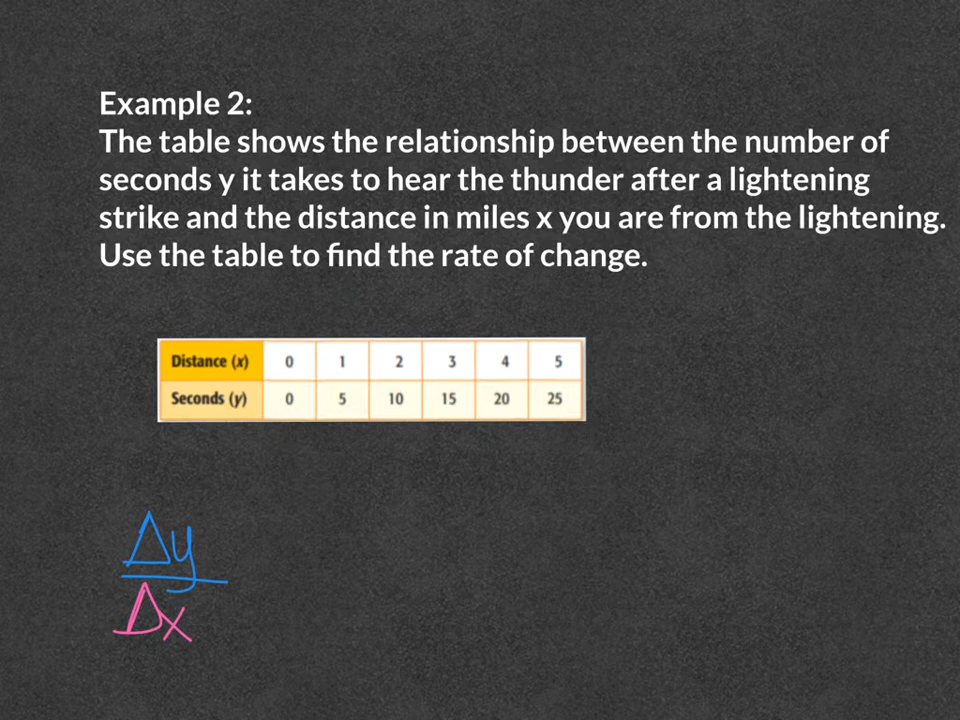 Example 2:
The table shows the relationship between the number of
seconds y it takes to hear the thunder after a lightening
strike and the distance in miles x you are from the lightening.
Use the table to find the rate of change.
Distance (x) 0 1 2 3 4 5
Seconds (y) 0 5 10 15 20 25
Δy
Δx